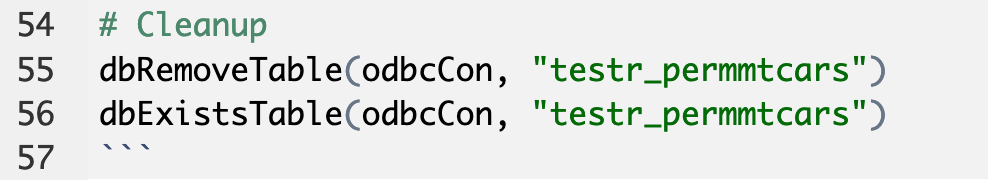 54 # Cleanup
55 dbRemoveTable(odbcCon, "testr_permmtcars")
56 dbExistsTable(odbcCon, "testr_permmtcars")
57 ```